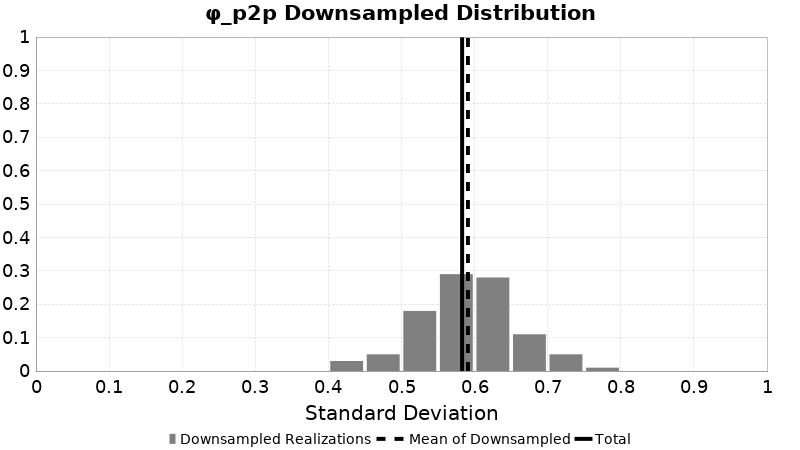 φ_p2p Downsampled Distribution
1
0.9
0.8
0.7
0.6
0.5
0.4
0.3
0.2
0.1
0
0 0.1 0.2 0.3 0.4 0.5 0.6 0.7 0.8 0.9 1
Standard Deviation
Downsampled Realizations Mean of Downsampled Total